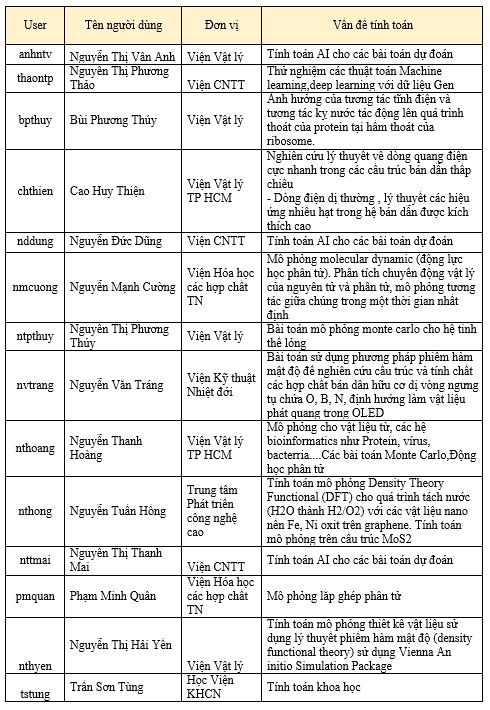 User Tên người dùng Đơn vị Vấn đề tính toán
anhntv Nguyễn Thị Vân Anh Viện Vật lý Tính toán AI cho các bài toán dự đoán
thaontp Nguyễn Thị Phương Thảo Viện CNTT Thử nghiệm các thuật toán Machine
learning,deep learning với dữ liệu Gen
bpthuy Bùi Phương Thúy Viện Vật lý Ảnh hưởng của tương tác tĩnh điện và
tương tác kỵ nước tác động lên quá trình
thoát của protein tại hầm thoát của
ribosome.
chthien Cao Huy Thiện Viện Vật lý
TP HCM
Nghiên cứu lý thuyết về dòng quang điện
cực nhanh trong các cấu trúc bán dẫn thấp
chiều
- Dòng điện dị thường , lý thuyết các hiệu
ứng nhiều hạt trong hệ bán dẫn được kích
thích cao
nddung Nguyễn Đức Dũng Viện CNTT Tính toán AI cho các bài toán dự đoán
nmcuong Nguyễn Mạnh Cường Viện Hóa học
các hợp chất
TN
Mô phỏng molecular dynamic (động lực
học phân tử). Phân tích chuyển động vật lý
của nguyên tử và phân tử, mô phỏng tương
tác giữa chúng trong một thời gian nhất
định
ntpthuy Nguyễn Thị Phương
Thúy
Viện Vật lý Bài toán mô phỏng monte carlo cho hệ tinh
thể lỏng
nvtrang Nguyễn Văn Tráng Viện Kỹ thuật
Nhiệt đới
Bài toán sử dụng phương pháp phiếm hàm
mật độ để nghiên cứu cấu trúc và tính chất
các hợp chất bán dẫn hữu cơ dị vòng ngưng
tụ chứa O, B, N, định hướng làm vật liệu
phát quang trong OLED
nthoang Nguyễn Thanh
Hoàng
Viện Vật lý
TP HCM
Mô phỏng cho vật liệu từ, các hệ
bioinformatics như Protein, vírus,
bacterria....Các bài toán Monte Carlo,Động
học phân tử
nthong Nguyễn Tuấn Hồng Trung tâm
Phát triển
công nghệ
cao
Tính toán mô phỏng Density Theory
Functional (DFT) cho quá trình tách nước
(H2O thành H2/O2) với các vật liệu nano
nền Fe, Ni oxit trên graphene. Tính toán
mô phỏng trên cấu trúc MoS2
nttmai Nguyễn Thị Thanh
Mai
Viện CNTT Tính toán AI cho các bài toán dự đoán
pmquan Phạm Minh Quân Viện Hóa học
các hợp chất
TN
Mô phỏng lắp ghép phân tử
nthyen Nguyễn Thị Hải Yến Viện Vật lý Tính toán mô phỏng thiết kế vật liệu sử
dụng lý thuyết phiếm hàm mật độ (density
functional theory) sử dụng Vienna An
initio Simulation Package
tstung Trần Sơn Tùng Học Viện
KHCN
Tính toán khoa học